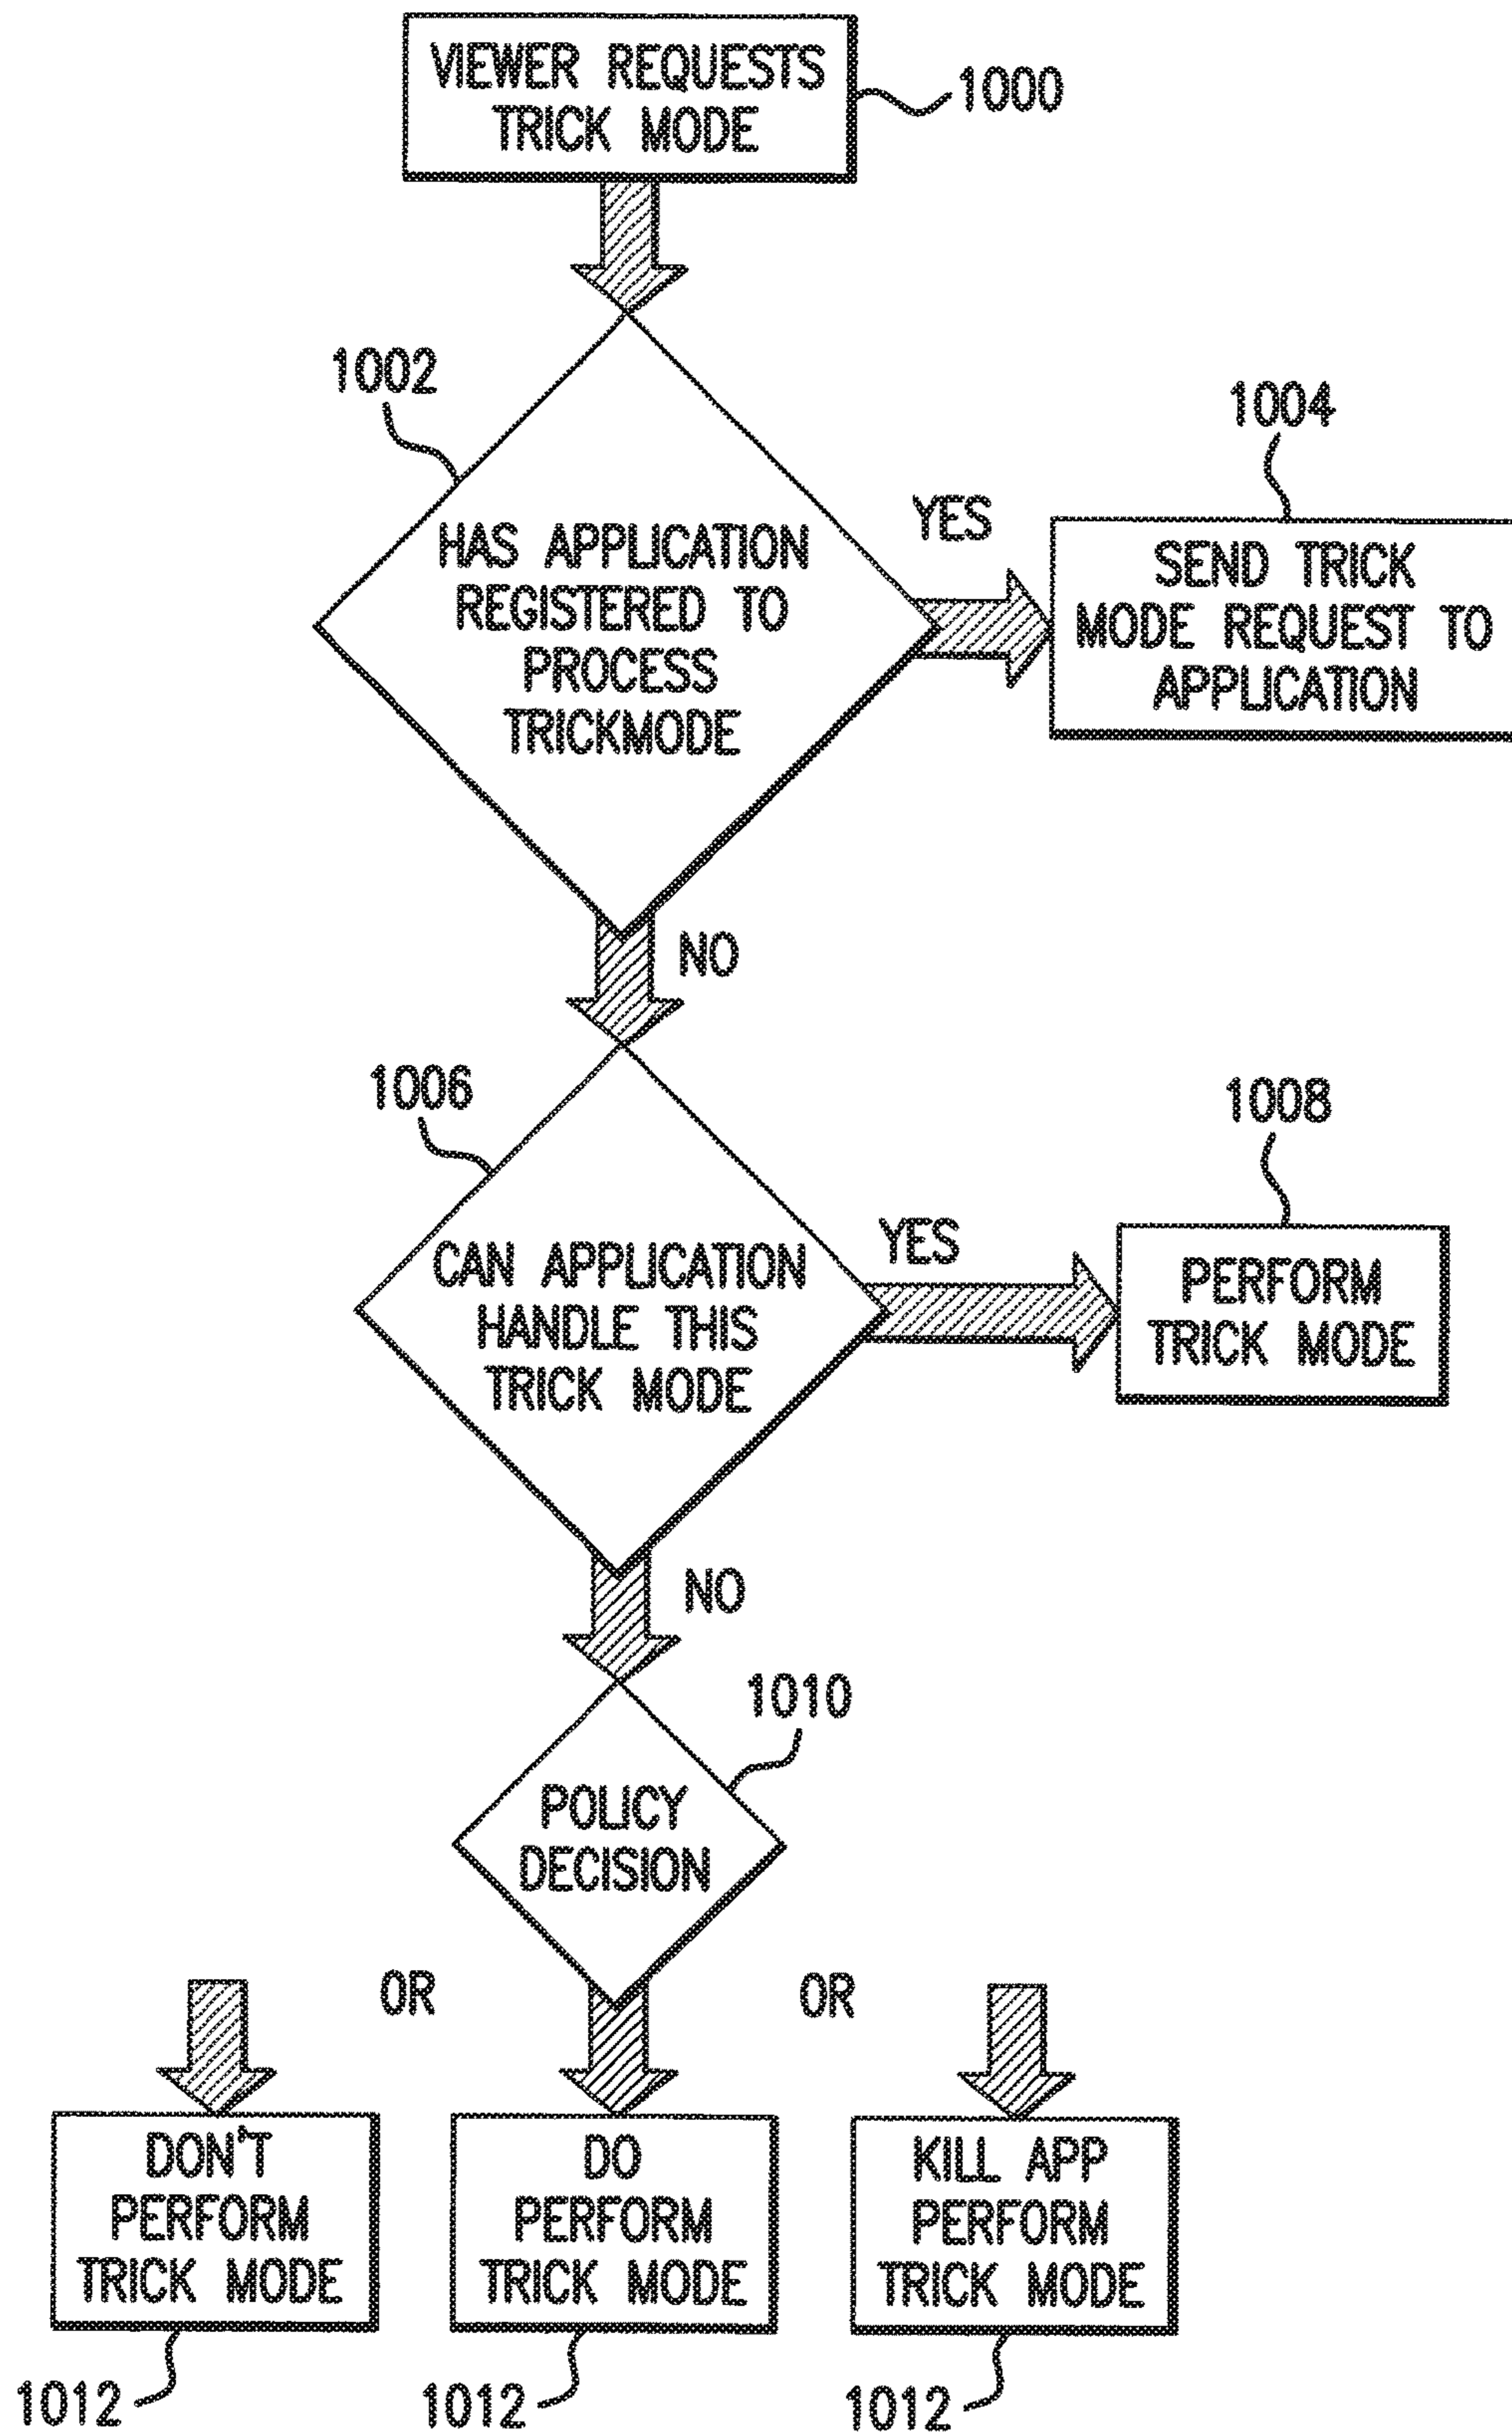 VIEWER REQUESTS
TRICK MODE
1000
1002
HAS APPLICATION
REGISTERED TO
PROCESS
TRICKMODE
YES
1004
SEND TRICK
MODE REQUEST TO
APPLICATION
NO
1006
CAN APPLICATION
HANDLE THIS
TRICK MODE
YES
1008
PERFORM
TRICK MODE
NO
1010
POLICY
DECISION
OR
OR
DON'T
PERFORM
TRICK MODE
1012
DO
PERFORM
TRICK MODE
1012
KILL APP
PERFORM
TRICK MODE
1012